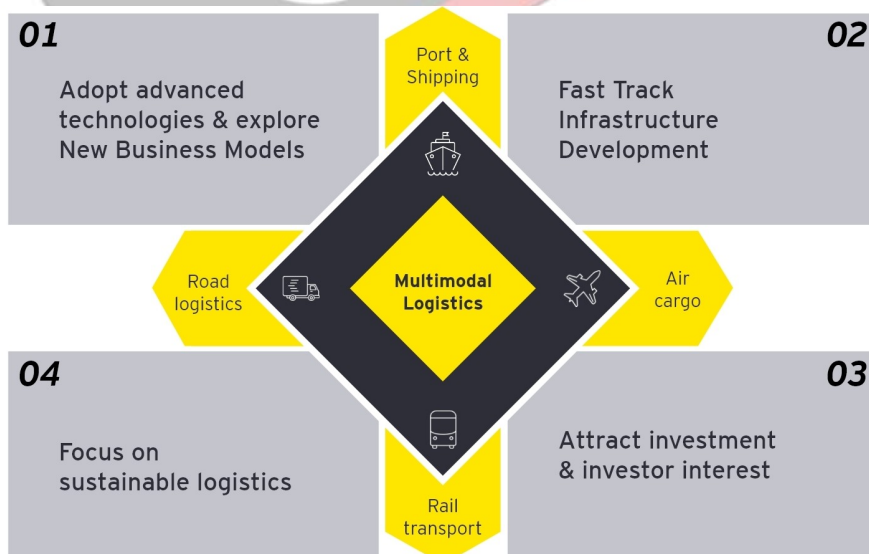 01
Adopt advanced
technologies & explore
New Business Models
Port &
Shipping
02
Fast Track
Infrastructure
Development
Road
logistics
Multimodal
Logistics
Air
cargo
04
Focus on
sustainable logistics
Rail
transport
03
Attract investment
& investor interest